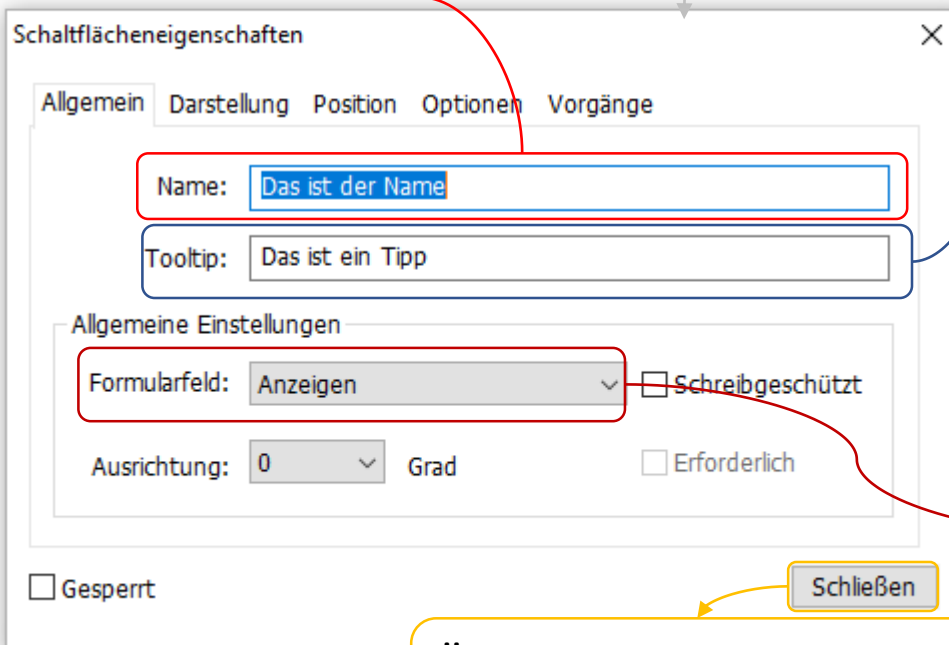 Schaltflächeneigenschaften
Allgemein Darstellung Position Optionen Vorgänge
Name: Das ist der Name
Tooltip: Das ist ein Tipp
Allgemeine Einstellungen
Formularfeld: Anzeigen Schreibgeschützt
Ausrichtung: 0 Grad Erforderlich
Gesperrt Schließen